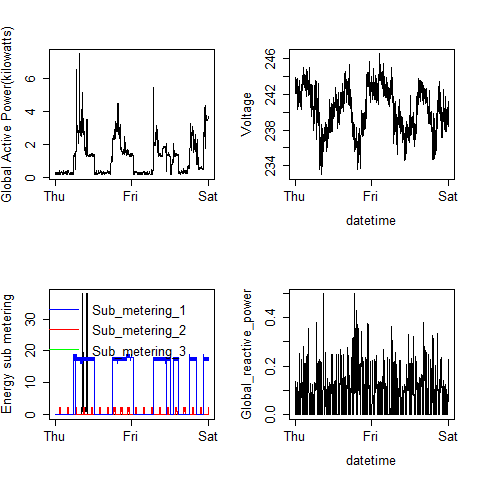 Global Active Power(kilowatts)
0 2 4 6
Thu Fri Sat
Voltage
234 238 242 246
Thu Fri Sat
datetime
Energy sub metering
0 10 20 30
Sub_metering_1
Sub_metering_2
Sub_metering_3
Thu Fri Sat
Global_reactive_power
0.0 0.2 0.4
Thu Fri Sat
datetime